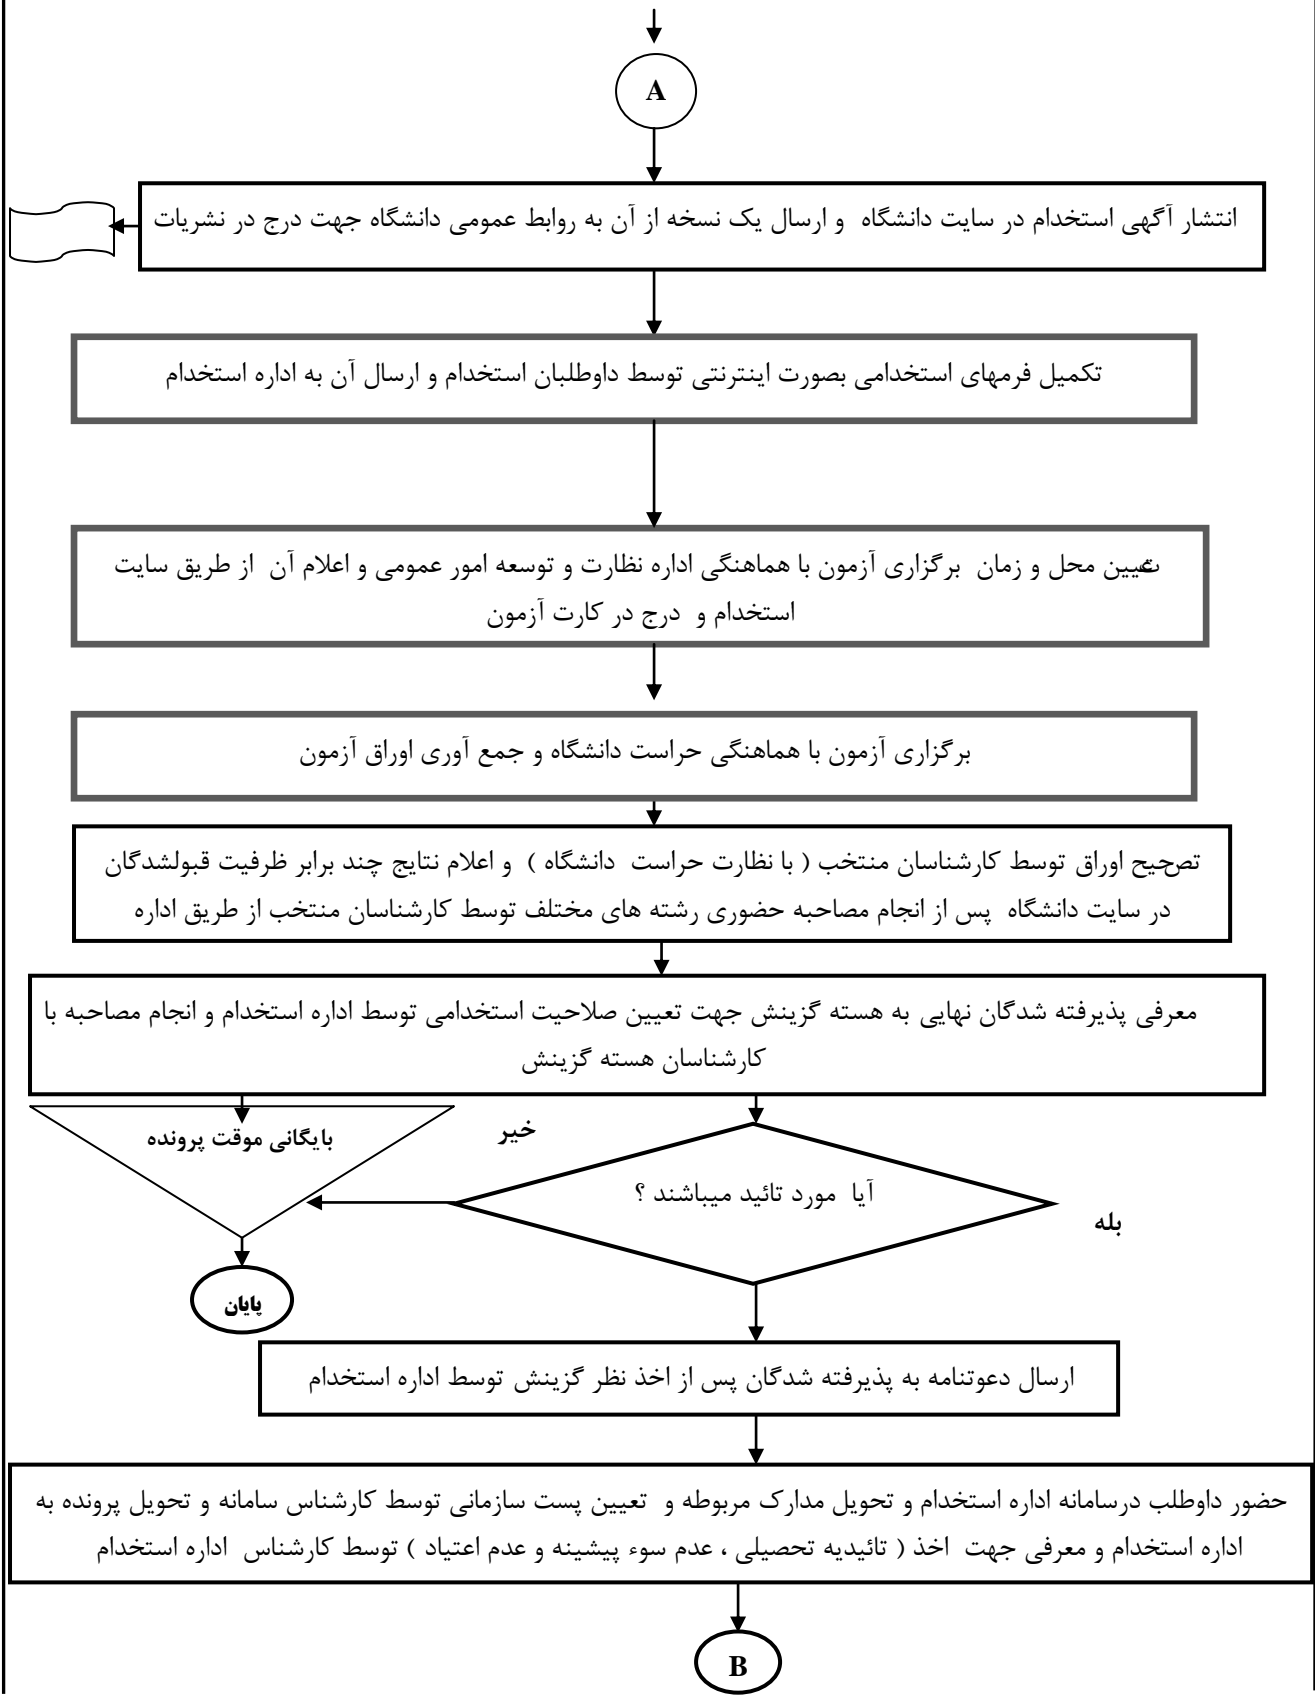 A
انتشار آگهی استخدام در سایت دانشگاه و ارسال یک نسخه از آن به روابط عمومی دانشگاه جهت درج در نشریات
تکمیل فرمهای استخدامی بصورت اینترنتی توسط داوطلبان استخدام و ارسال آن به اداره استخدام
تعیین محل و زمان برگزاری آزمون با هماهنگی اداره نظارت و توسعه امور عمومی و اعلام آن از طریق سایت
استخدام و درج در کارت آزمون
برگزاری آزمون با هماهنگی حراست دانشگاه و جمع آوری اوراق آزمون
تصحیح اوراق توسط کارشناسان منتخب ( با نظارت حراست دانشگاه ) و اعلام نتایج چند برابر ظرفیت قبولشدگان
در سایت دانشگاه پس از انجام مصاحبه حضوری رشته های مختلف توسط کارشناسان منتخب از طریق اداره
معرفی پذیرفته شدگان نهایی به هسته گزینش جهت تعیین صلاحیت استخدامی توسط اداره استخدام و انجام مصاحبه با
کارشناسان هسته گزینش
خیر
بایگانی موقت پرونده
آیا مورد تائید میباشند ؟
بله
پایان
ارسال دعوتنامه به پذیرفته شدگان پس از اخذ نظر گزینش توسط اداره استخدام
حضور داوطلب درسامانه اداره استخدام و تحویل مدارک مربوطه و تعیین پست سازمانی توسط کارشناس سامانه و تحویل پرونده به
اداره استخدام و معرفی جهت اخذ ( تائیدیه تحصیلی ، عدم سوء پیشینه و عدم اعتیاد ) توسط کارشناس اداره استخدام
B